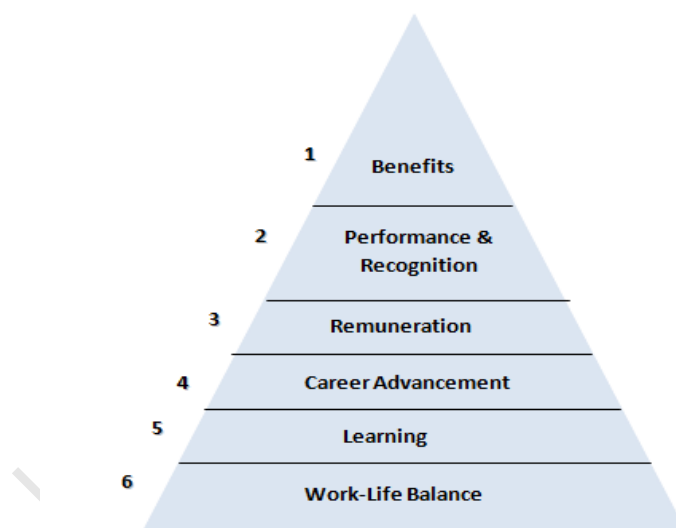 1
Benefits
2
Performance &
Recognition
3
Remuneration
4
Career Advancement
5
Learning
6
Work-Life Balance